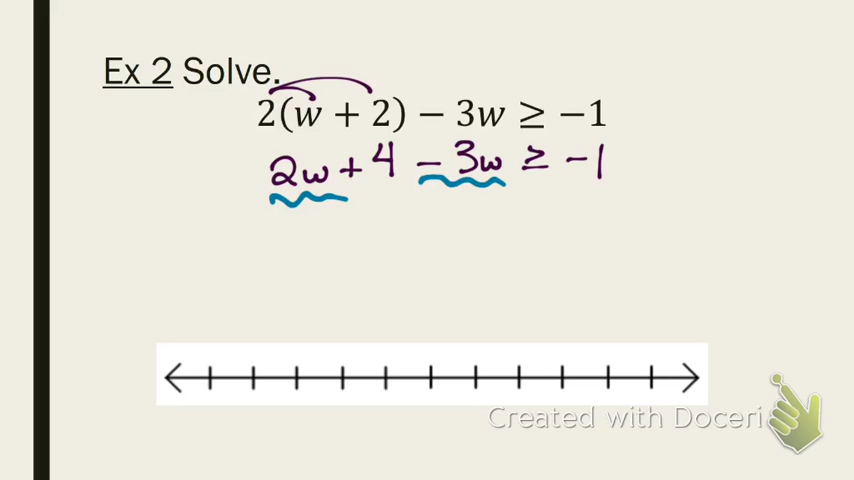 Ex 2 Solve.
2(w + 2) − 3w ≥ −1
2w + 4 − 3w ≥ −1
Created with Doceri